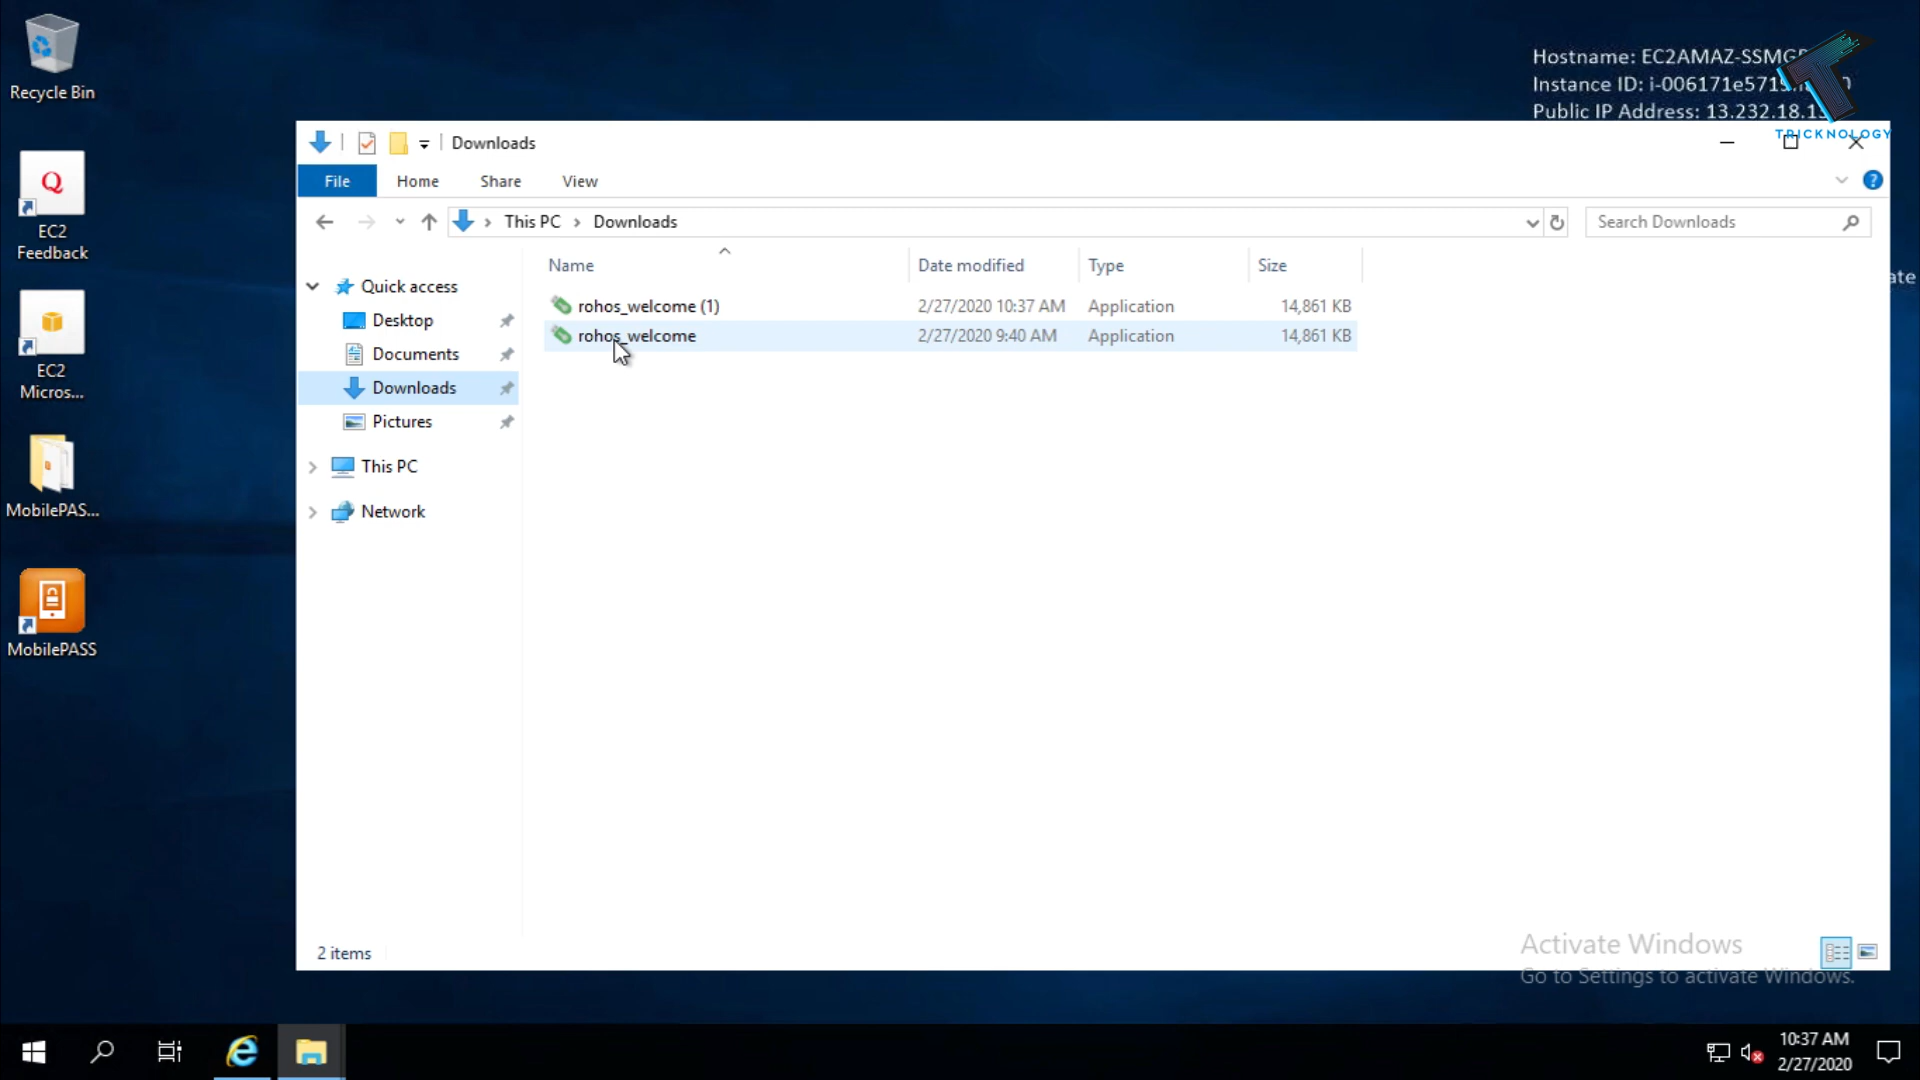 Recycle Bin
Hostname: EC2AMAZ-SSMG
Instance ID: i-006171e571
Public IP Address: 13.232.18.1
TRICKNOLOGY
Downloads
File
Home
Share
View
This PC
Downloads
Search Downloads
EC2
Feedback
Name
Date modified
Type
Size
Quick access
Desktop
Documents
Downloads
Pictures
This PC
Network
rohos_welcome (1)
2/27/2020 10:37 AM
Application
14,861 KB
rohos_welcome
2/27/2020 9:40 AM
Application
14,861 KB
ate
EC2
Micros...
MobilePAS...
MobilePASS
2 items
Activate Windows
Go to Settings to activate Windows.
10:37 AM
2/27/2020